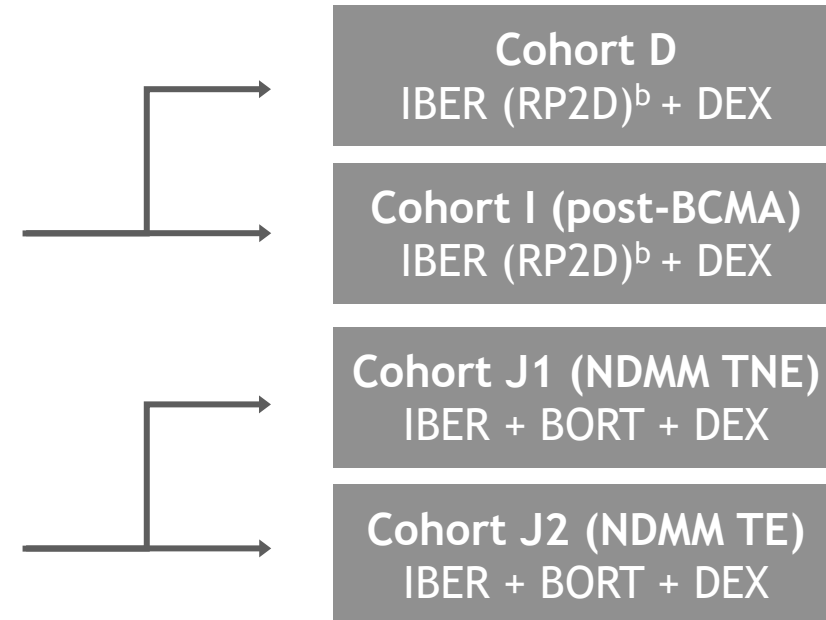 Cohort D
IBER (RP2D)ᵇ + DEX
Cohort I (post-BCMA)
IBER (RP2D)ᵇ + DEX
Cohort J1 (NDMM TNE)
IBER + BORT + DEX
Cohort J2 (NDMM TE)
IBER + BORT + DEX